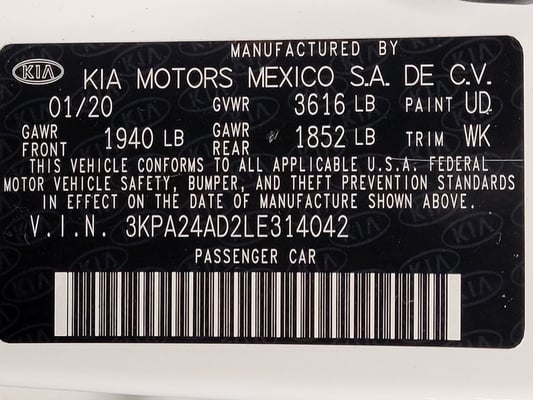 MANUFACTURED BY
KIA KIA MOTORS MEXICO S.A. DE C.V.
01/20 GVWR 3616 LB PAINT UD
GAWR FRONT 1940 LB GAWR REAR 1852 LB TRIM WK
THIS VEHICLE CONFORMS TO ALL APPLICABLE U.S.A. FEDERAL
MOTOR VEHICLE SAFETY, BUMPER, AND THEFT PREVENTION STANDARDS
IN EFFECT ON THE DATE OF MANUFACTURE SHOWN ABOVE.
V.I.N. 3KPA24AD2LE314042
PASSENGER CAR